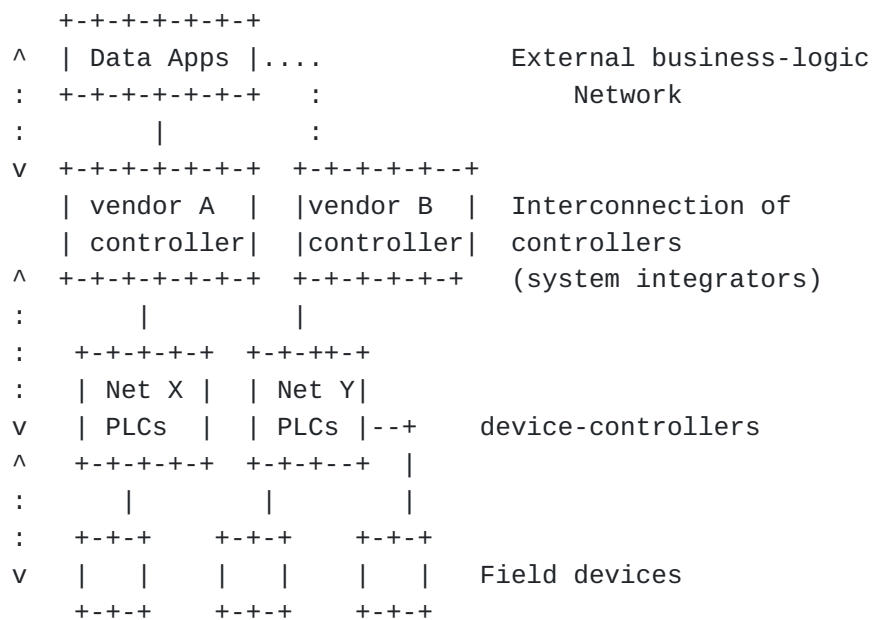 +-+-+-+-+-+-+
^  | Data Apps |....            External business-logic
:  +-+-+-+-+-+-+   :                Network
:        |         :
v  +-+-+-+-+-+-+  +-+-+-+-+--+
   | vendor A  |  |vendor B  |  Interconnection of
   | controller|  |controller|  controllers
^  +-+-+-+-+-+-+  +-+-+-+-+-+   (system integrators)
:       |         |
:   +-+-+-+-+  +-+-++-+
:   | Net X |  | Net Y|
v   | PLCs  |  | PLCs |--+    device-controllers
^   +-+-+-+-+  +-+-+--+  |
:      |        |        |
:   +-+-+    +-+-+    +-+-+
v   |   |    |   |    |   |   Field devices
    +-+-+    +-+-+    +-+-+